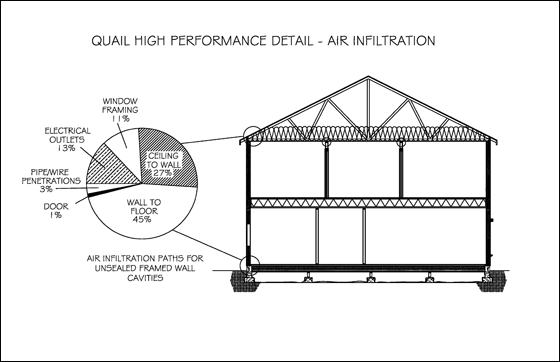 QUAIL HIGH PERFORMANCE DETAIL - AIR INFILTRATION
WINDOW
FRAMING
11%
ELECTRICAL
OUTLETS
13%
CEILING
TO WALL
27%
PIPE/WIRE
PENETRATIONS
3%
DOOR
1%
WALL TO
FLOOR
45%
AIR INFILTRATION PATHS FOR
UNSEALED FRAMED WALL
CAVITIES